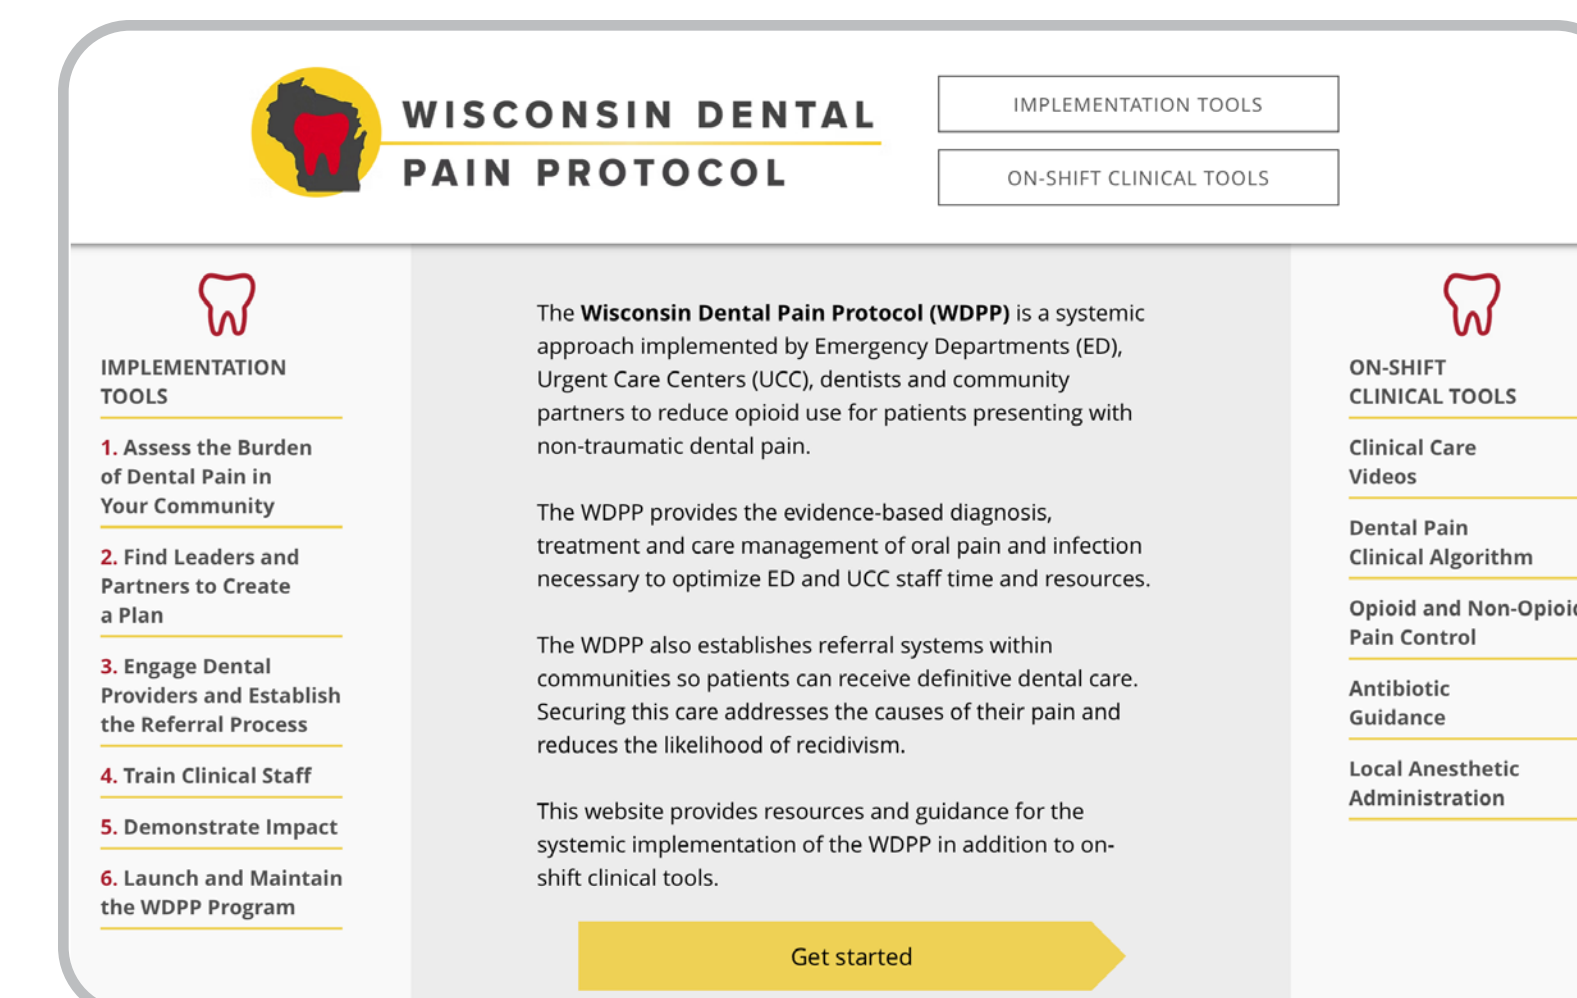 WISCONSIN DENTAL
PAIN PROTOCOL
IMPLEMENTATION TOOLS
ON-SHIFT CLINICAL TOOLS
IMPLEMENTATION
TOOLS
1. Assess the Burden
of Dental Pain in
Your Community
2. Find Leaders and
Partners to Create
a Plan
3. Engage Dental
Providers and Establish
the Referral Process
4. Train Clinical Staff
5. Demonstrate Impact
6. Launch and Maintain
the WDPP Program
The Wisconsin Dental Pain Protocol (WDPP) is a systemic
approach implemented by Emergency Departments (ED),
Urgent Care Centers (UCC), dentists and community
partners to reduce opioid use for patients presenting with
non-traumatic dental pain.
The WDPP provides the evidence-based diagnosis,
treatment and care management of oral pain and infection
necessary to optimize ED and UCC staff time and resources.
The WDPP also establishes referral systems within
communities so patients can receive definitive dental care.
Securing this care addresses the causes of their pain and
reduces the likelihood of recidivism.
This website provides resources and guidance for the
systemic implementation of the WDPP in addition to on-
shift clinical tools.
Get started
ON-SHIFT
CLINICAL TOOLS
Clinical Care
Videos
Dental Pain
Clinical Algorithm
Opioid and Non-Opioid
Pain Control
Antibiotic
Guidance
Local Anesthetic
Administration